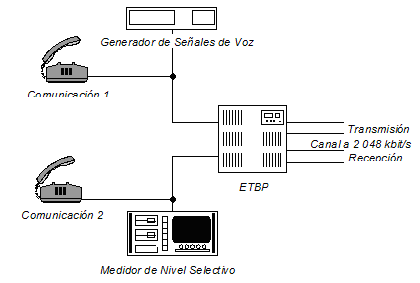 Generador de Señales de Voz
Comunicación 1
Transmisión
Canal a 2 048 kbit/s
Recepción
ETBP
Comunicación 2
Medidor de Nivel Selectivo